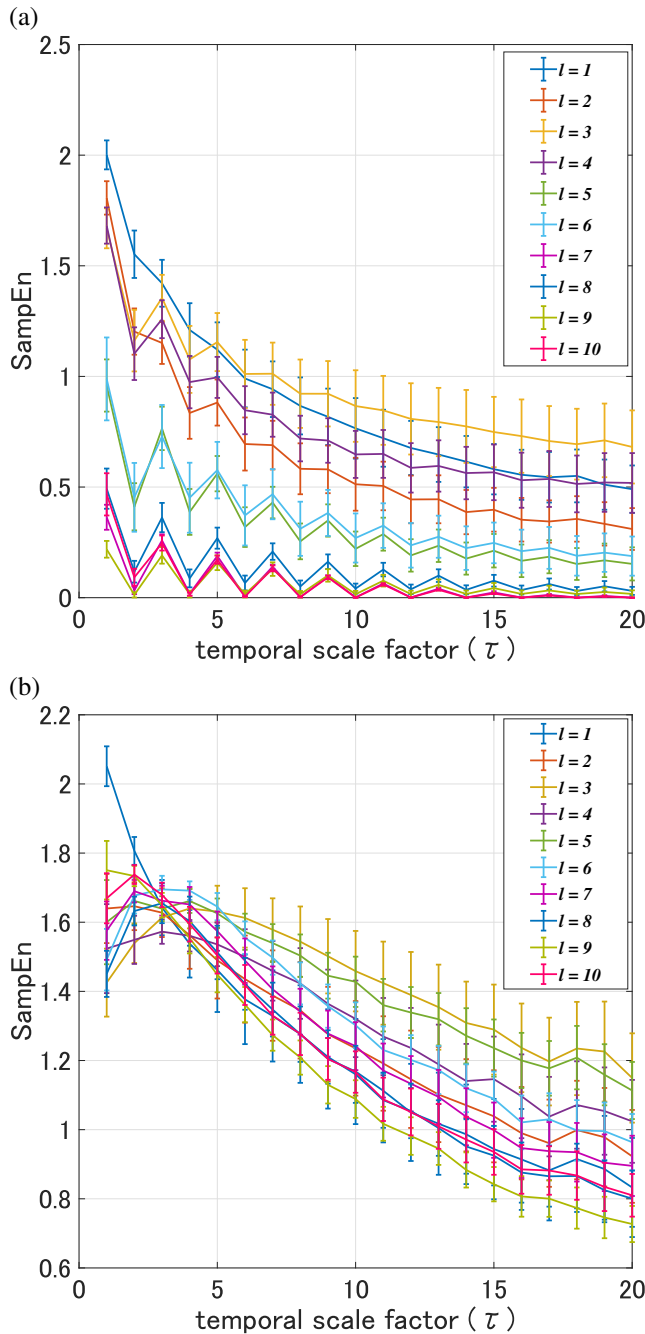 (a)
2.5
2
1.5
1
0.5
0
SampEn
0 5 10 15 20
temporal scale factor ( τ )
l = 1
l = 2
l = 3
l = 4
l = 5
l = 6
l = 7
l = 8
l = 9
l = 10
(b)
2.2
2
1.8
1.6
1.4
1.2
1
0.8
0.6
SampEn
0 5 10 15 20
temporal scale factor ( τ )
l = 1
l = 2
l = 3
l = 4
l = 5
l = 6
l = 7
l = 8
l = 9
l = 10